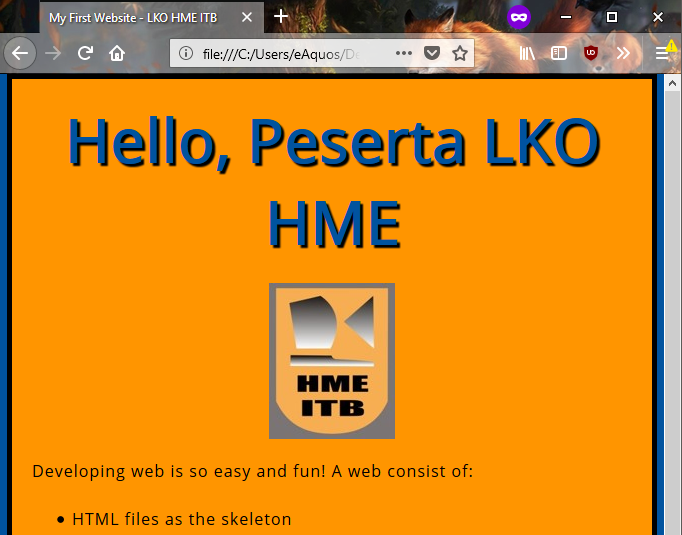 My First Website - LKO HME ITB
file:///C:/Users/eAquos/De
Hello, Peserta LKO
HME
HME
ITB
Developing web is so easy and fun! A web consist of:
• HTML files as the skeleton